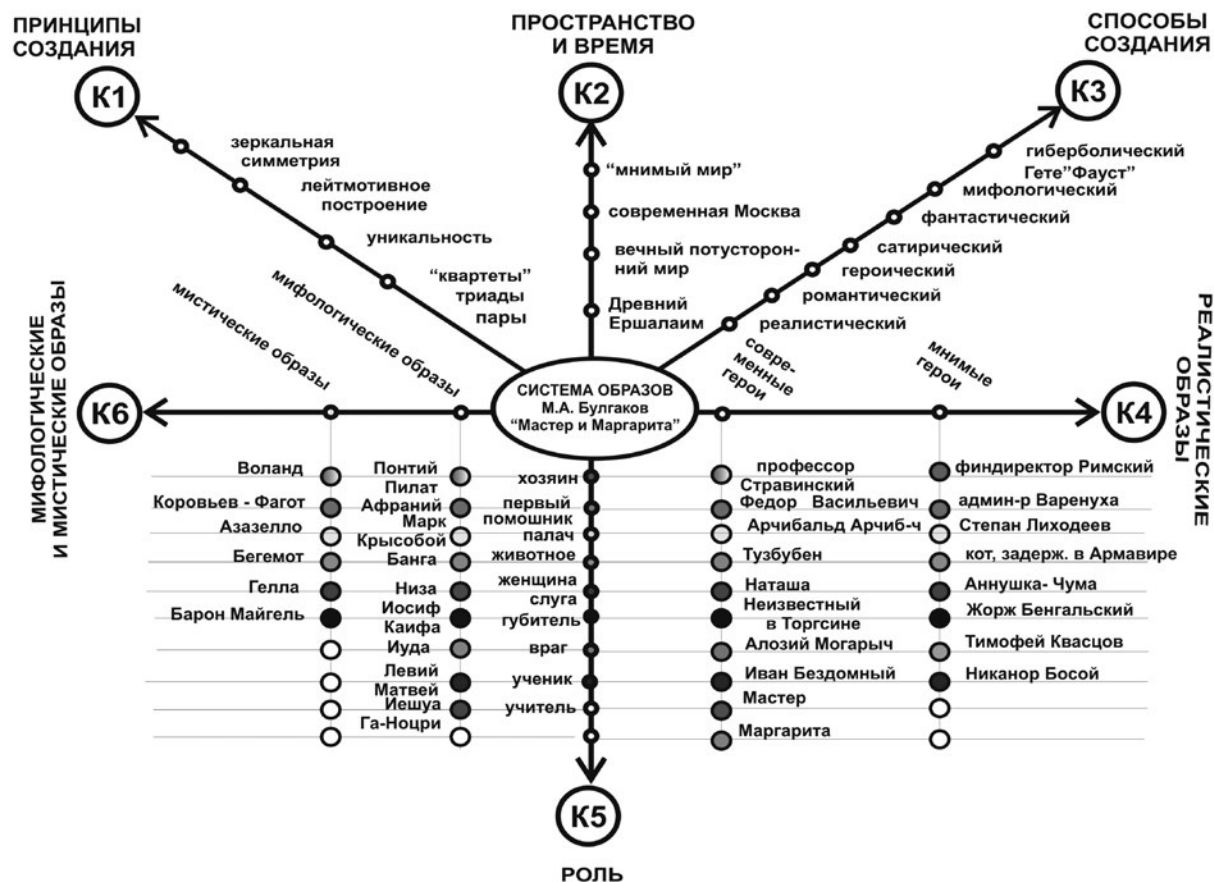 ПРИНЦИПЫ
СОЗДАНИЯ
ПРОСТРАНСТВО
И ВРЕМЯ
СПОСОБЫ
СОЗДАНИЯ
К1
К2
К3
зеркальная
симметрия
лейтмотивное
построение
уникальность
“квартеты”
триады
пары
“мнимый мир”
современная Москва
вечный потусторон-
ний мир
Древний
Ершалаим
гиберболический
Гете”Фауст”
мифологический
фантастический
сатирический
героический
романтический
реалистический
МИФОЛОГИЧЕСКИЕ
И МИСТИЧЕСКИЕ ОБРАЗЫ
мистические образы
мифологические образы
совре-
менные
герои
мнимые
герои
РЕАЛИСТИЧЕСКИЕ
ОБРАЗЫ
К6
СИСТЕМА ОБРАЗОВ
М.А. Булгаков
“Мастер и Маргарита”
К4
Воланд
Коровьев - Фагот
Азазелло
Бегемот
Гелла
Барон Майгель
Понтий
Пилат
Афраний
Марк
Крысобой
Банга
Низа
Иосиф
Каифа
Иуда
Левий
Матвей
Иешуа
Га-Ноцри
хозяин
первый
помошник
палач
животное
женщина
слуга
губитель
враг
ученик
учитель
профессор
Стравинский
Федор Васильевич
Арчибальд Арчиб-ч
Тузбубен
Наташа
Неизвестный
в Торгсине
Алозий Могарыч
Иван Бездомный
Мастер
Маргарита
финдиректор Римский
админ-р Варенуха
Степан Лиходеев
кот, задерж. в Армавире
Аннушка- Чума
Жорж Бенгальский
Тимофей Квасцов
Никанор Босой
К5
РОЛЬ